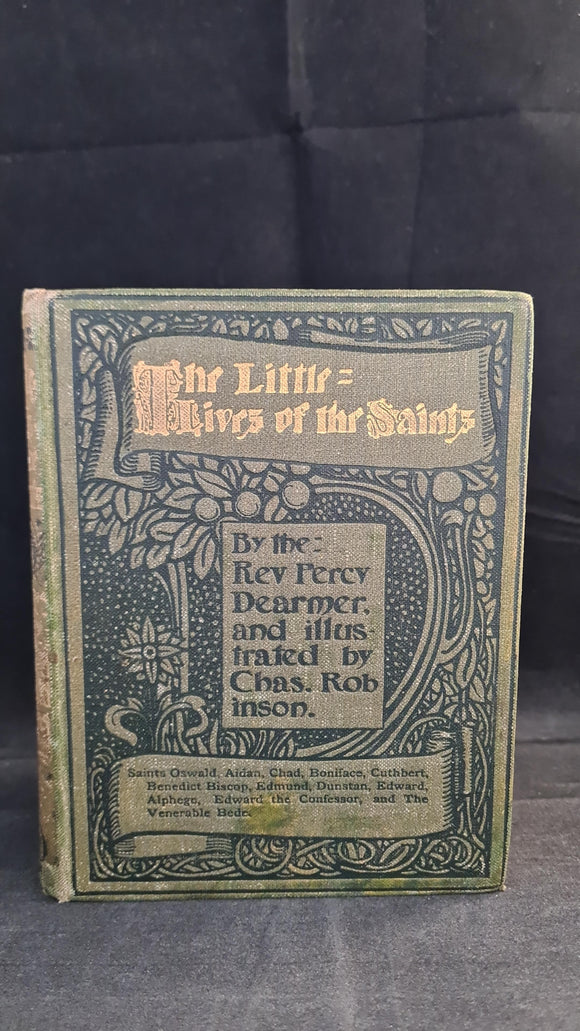 The Little=
Lives of the Saints
By the=
Rev Percy
Dearmer,
and illus-
trated by
Chas. Rob
inson.
Saints Oswald, Aidan, Chad, Boniface, Cuthbert,
Benedict Biscop, Edmund, Dunstan, Edward,
Alphege, Edward the Confessor, and The
Venerable Bede.